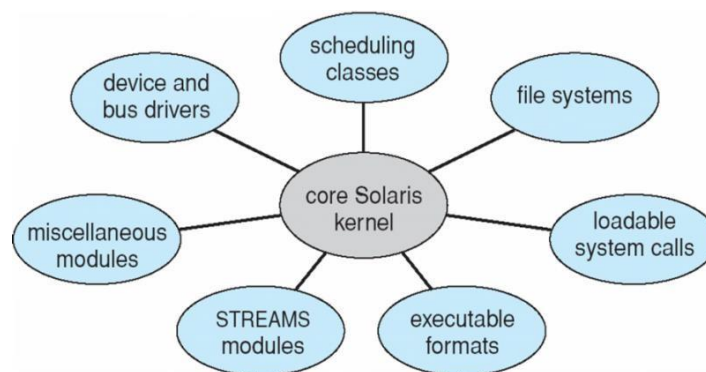 scheduling
classes
device and
bus drivers
file systems
core Solaris
kernel
miscellaneous
modules
loadable
system calls
STREAMS
modules
executable
formats